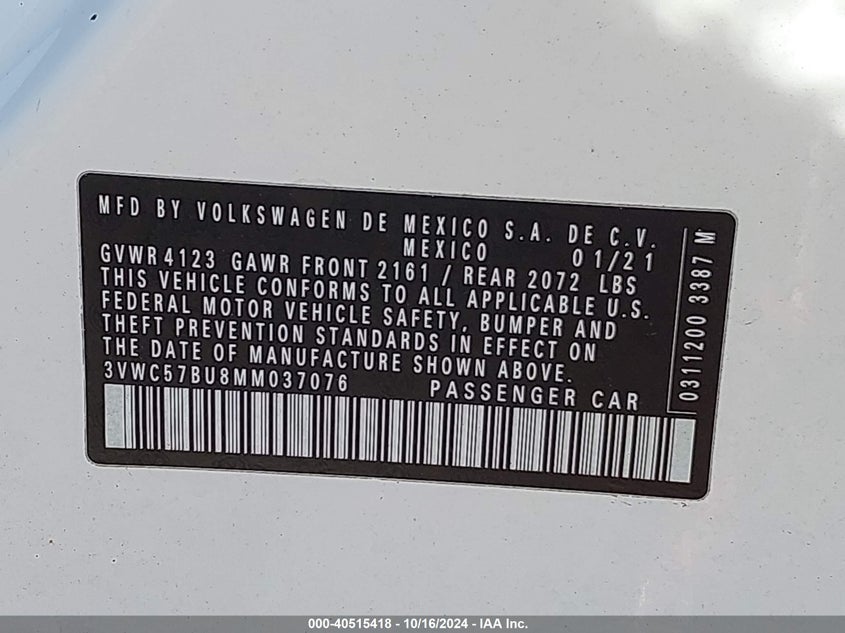 MFD BY VOLKSWAGEN DE MEXICO S.A. DE C.V.
MEXICO 01/21
GVWR 4123 GAWR FRONT 2161 / REAR 2072 LBS
THIS VEHICLE CONFORMS TO ALL APPLICABLE U.S.
FEDERAL MOTOR VEHICLE SAFETY, BUMPER AND
THEFT PREVENTION STANDARDS IN EFFECT ON
THE DATE OF MANUFACTURE SHOWN ABOVE.
3VWC57BU8MM037076 PASSENGER CAR
0311200 3387 M
000-40515418 - 10/16/2024 - IAA Inc.